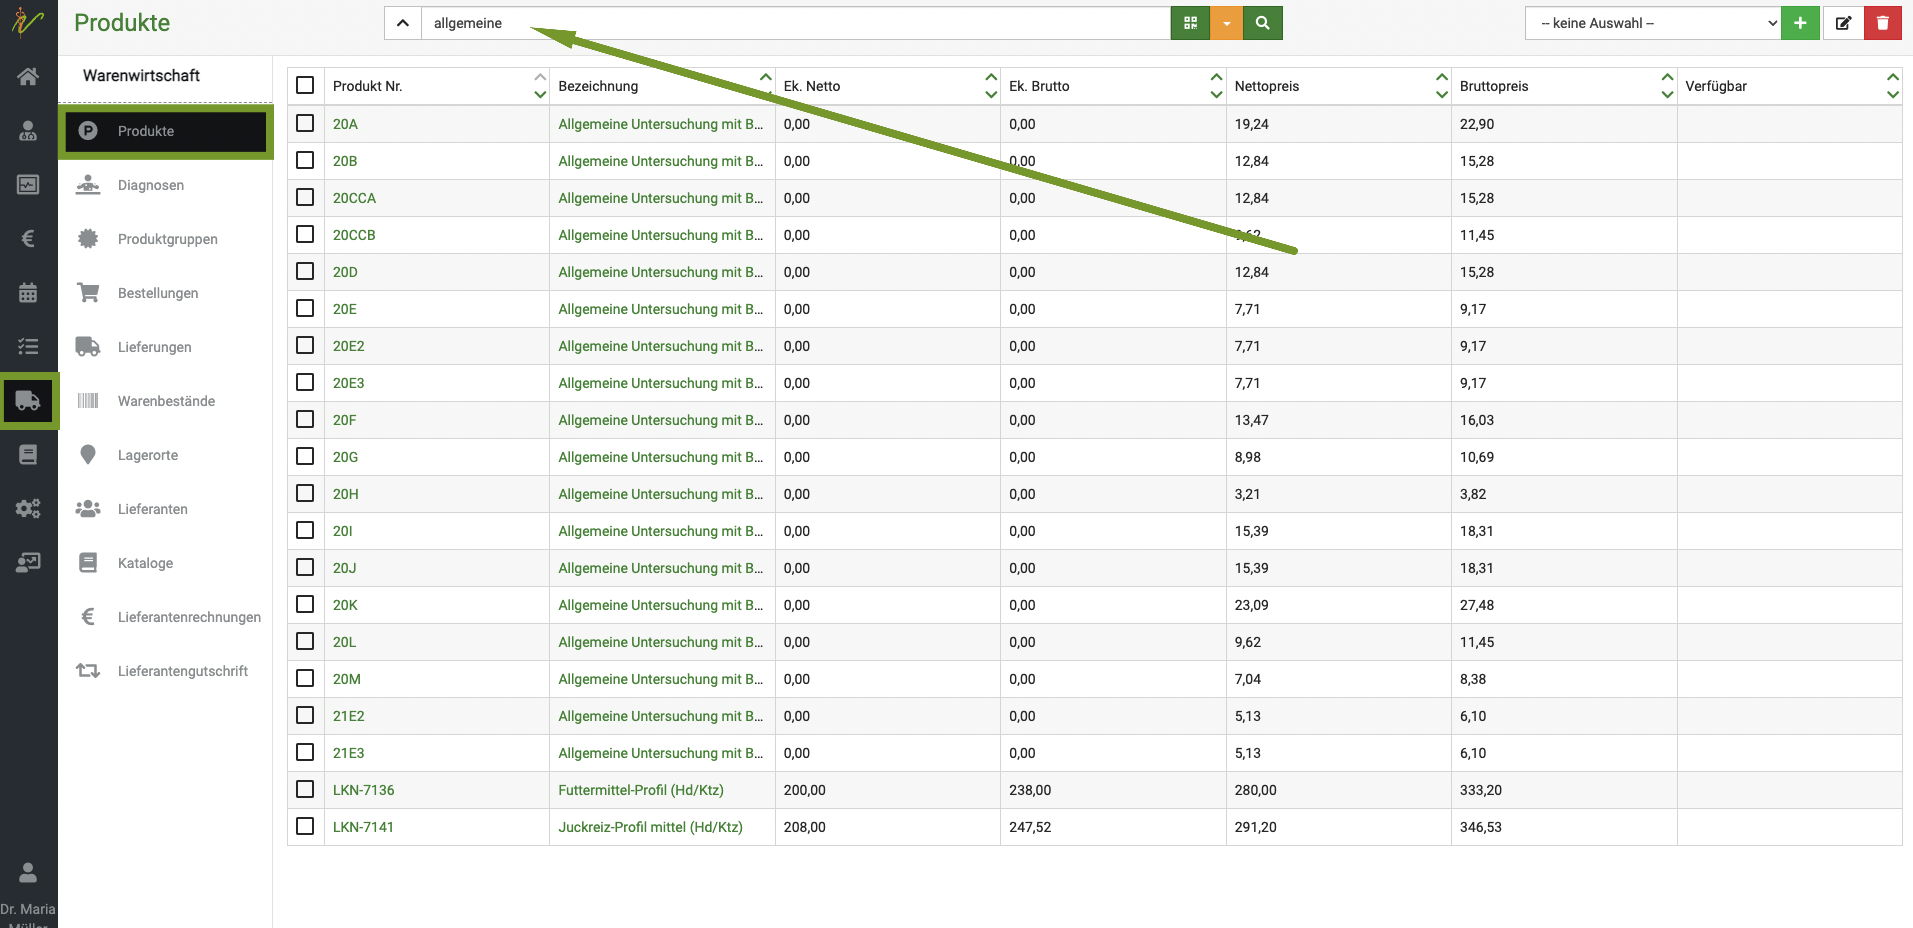 Produkte
allgemeine
-- keine Auswahl --
Warenwirtschaft
Produkte
Diagnosen
Produktgruppen
Bestellungen
Lieferungen
Warenbestände
Lagerorte
Lieferanten
Kataloge
Lieferantenrechnungen
Lieferantengutschrift
Dr. Maria
Müller
Produkt Nr. Bezeichnung Ek. Netto Ek. Brutto Nettopreis Bruttopreis Verfügbar
20A Allgemeine Untersuchung mit B... 0,00 0,00 19,24 22,90
20B Allgemeine Untersuchung mit B... 0,00 0,00 12,84 15,28
20CCA Allgemeine Untersuchung mit B... 0,00 0,00 12,84 15,28
20CCB Allgemeine Untersuchung mit B... 0,00 0,00 11,45
20D Allgemeine Untersuchung mit B... 0,00 0,00 12,84 15,28
20E Allgemeine Untersuchung mit B... 0,00 0,00 7,71 9,17
20E2 Allgemeine Untersuchung mit B... 0,00 0,00 7,71 9,17
20E3 Allgemeine Untersuchung mit B... 0,00 0,00 7,71 9,17
20F Allgemeine Untersuchung mit B... 0,00 0,00 13,47 16,03
20G Allgemeine Untersuchung mit B... 0,00 0,00 8,98 10,69
20H Allgemeine Untersuchung mit B... 0,00 0,00 3,21 3,82
20I Allgemeine Untersuchung mit B... 0,00 0,00 15,39 18,31
20J Allgemeine Untersuchung mit B... 0,00 0,00 15,39 18,31
20K Allgemeine Untersuchung mit B... 0,00 0,00 23,09 27,48
20L Allgemeine Untersuchung mit B... 0,00 0,00 9,62 11,45
20M Allgemeine Untersuchung mit B... 0,00 0,00 7,04 8,38
21E2 Allgemeine Untersuchung mit B... 0,00 0,00 5,13 6,10
21E3 Allgemeine Untersuchung mit B... 0,00 0,00 5,13 6,10
LKN-7136 Futtermittel-Profil (Hd/Ktz) 200,00 238,00 280,00 333,20
LKN-7141 Juckreiz-Profil mittel (Hd/Ktz) 208,00 247,52 291,20 346,53